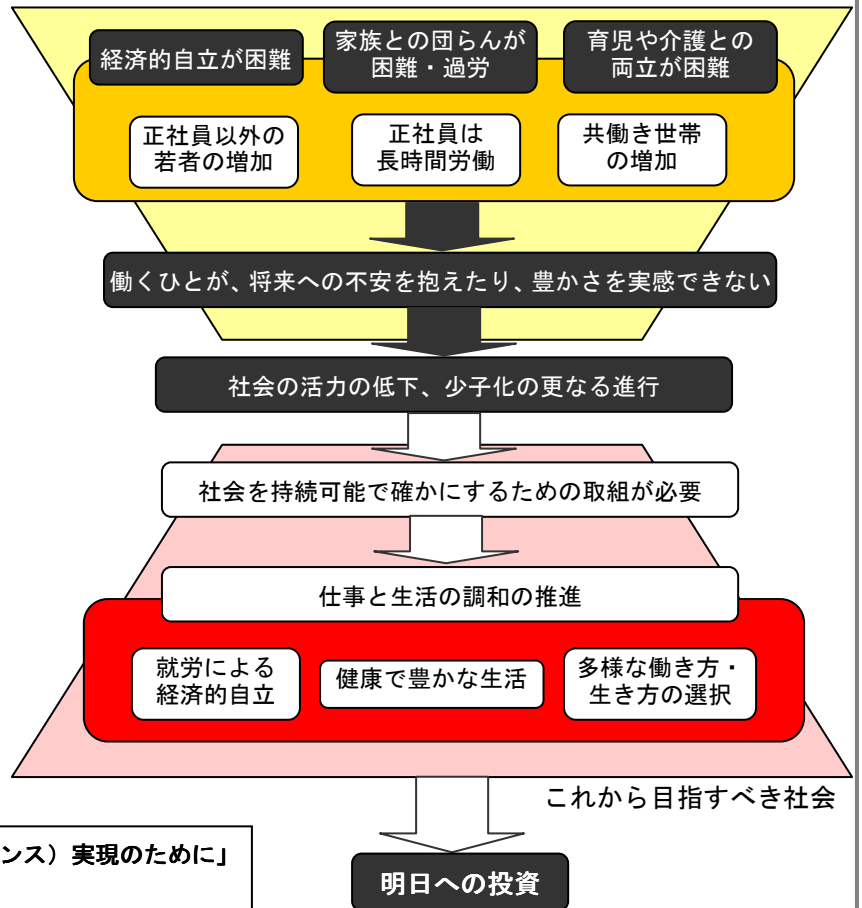 経済的自立が困難
家族との団らんが
困難・過労
育児や介護との
両立が困難
正社員以外の
若者の増加
正社員は
長時間労働
共働き世帯
の増加
働くひとが、将来への不安を抱えたり、豊かさを実感できない
社会の活力の低下、少子化の更なる進行
社会を持続可能で確かにするための取組が必要
仕事と生活の調和の推進
就労による
経済的自立
健康で豊かな生活
多様な働き方・
生き方の選択
これから目指すべき社会
ンス）実現のために」
明日への投資